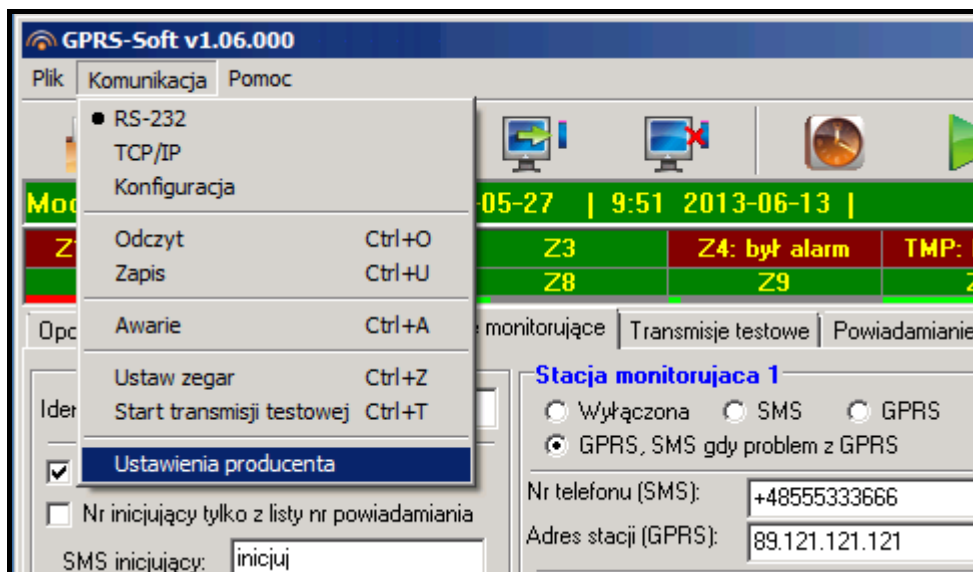 GPRS-Soft v1.06.000
Plik Komunikacja Pomoc
RS-232
TCP/IP
Konfiguracja
Odczyt Ctrl+O
Zapis Ctrl+U
Awarie Ctrl+A
Ustaw zegar Ctrl+Z
Start transmisji testowej Ctrl+T
Ustawienia producenta
05-27 | 9:51 2013-06-13 |
Z3 Z4: był alarm TMP:
Z8 Z9
monitorujące Transmisje testowe Powiadamianie
Stacja monitorujaca 1
Wyłączona SMS GPRS
GPRS, SMS gdy problem z GPRS
Nr telefonu (SMS): +48555333666
Adres stacji (GPRS): 89.121.121.121
Nr inicjujący tylko z listy nr powiadamiania
SMS inicjujący: inicjuj